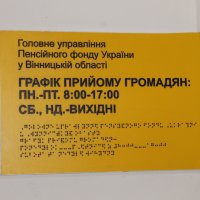 Головне управління
Пенсійного фонду України
у Вінницькій області
ГРАФІК ПРИЙОМУ ГРОМАДЯН:
ПН.-ПТ. 8:00-17:00
СБ., НД.-ВИХІДНІ